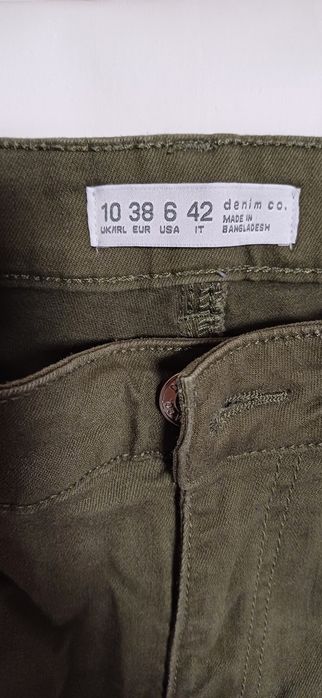 10 38 6 42 denim co.
UK/IRL EUR USA IT MADE IN
BANGLADESH